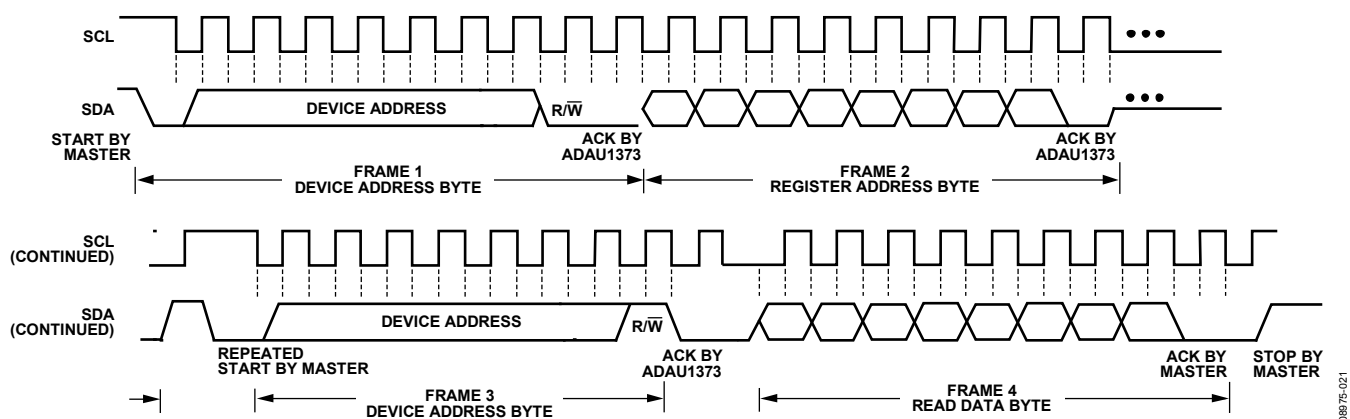 SCL
SDA
DEVICE ADDRESS
R/W
START BY
MASTER
ACK BY
ADAU1373
ACK BY
ADAU1373
FRAME 1
DEVICE ADDRESS BYTE
FRAME 2
REGISTER ADDRESS BYTE
SCL
(CONTINUED)
SDA
(CONTINUED)
DEVICE ADDRESS
R/W
REPEATED
START BY MASTER
ACK BY
ADAU1373
ACK BY
MASTER
STOP BY
MASTER
FRAME 3
DEVICE ADDRESS BYTE
FRAME 4
READ DATA BYTE
08975-021